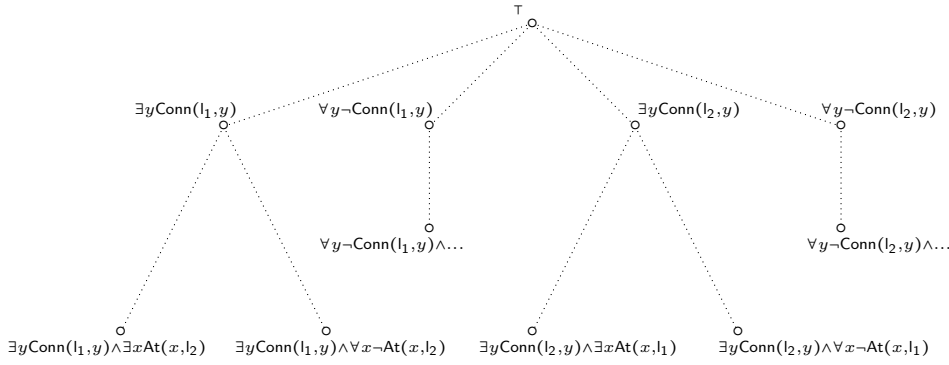 ⊤
∃yConn(l₁,y) ∀y¬Conn(l₁,y) ∃yConn(l₂,y) ∀y¬Conn(l₂,y)
∀y¬Conn(l₁,y)∧... ∀y¬Conn(l₂,y)∧...
∃yConn(l₁,y)∧∃xAt(x,l₂) ∃yConn(l₁,y)∧∀x¬At(x,l₂) ∃yConn(l₂,y)∧∃xAt(x,l₁) ∃yConn(l₂,y)∧∀x¬At(x,l₁)